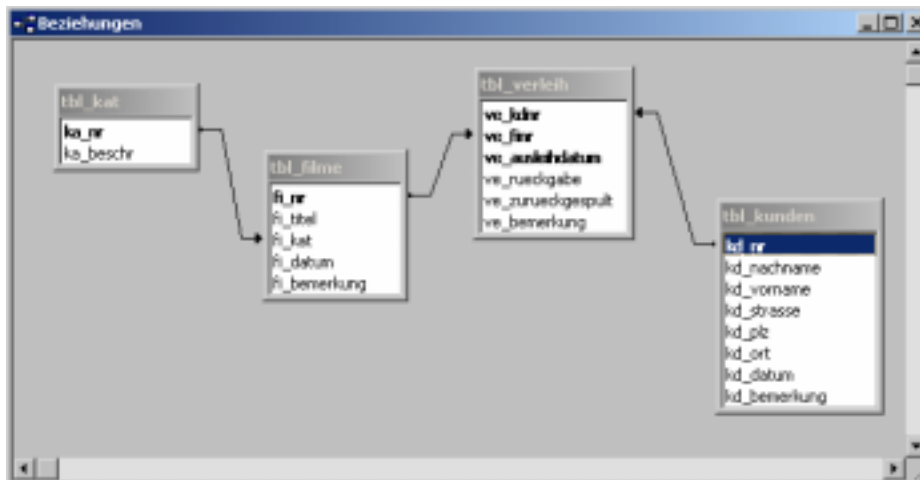 Beziehungen
tbl_kat
ka_nr
ka_beschr
tbl_filme
fi_nr
fi_titel
fi_kat
fi_datum
fi_bemerkung
tbl_verleih
ve_kdnr
ve_finr
ve_ausleihdatum
ve_rueckgabe
ve_zurueckgespult
ve_bemerkung
tbl_kunden
kd_nr
kd_nachname
kd_vorname
kd_strasse
kd_plz
kd_ort
kd_datum
kd_bemerkung